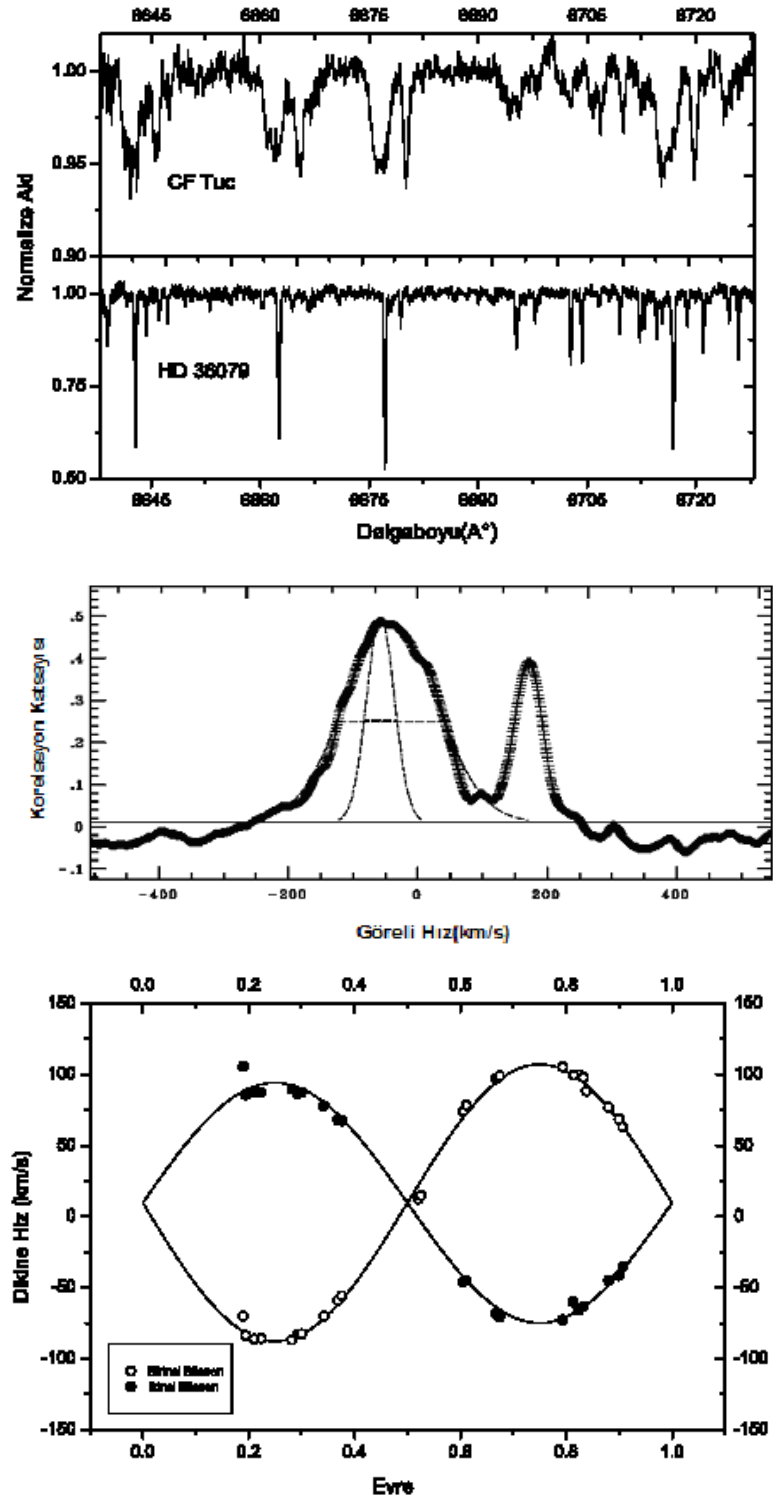 6645 6660 6675 6690 6705 6720
1.00
0.95
0.90
CF Tuc
Normalize Akı
1.00
0.75
0.50
HD 36079
6645 6660 6675 6690 6705 6720
Dalgaboyu(A°)
.5
.4
.3
.2
.1
0
-.1
Korelasyon Katsayısı
-400 -200 0 200 400
Göreli Hız(km/s)
0.0 0.2 0.4 0.6 0.8 1.0
150 150
100 100
50 50
0 0
-50 -50
-100 -100
-150 -150
Dikine Hız (km/s)
Birinci Bileşen
İkinci Bileşen
0.0 0.2 0.4 0.6 0.8 1.0
Evre